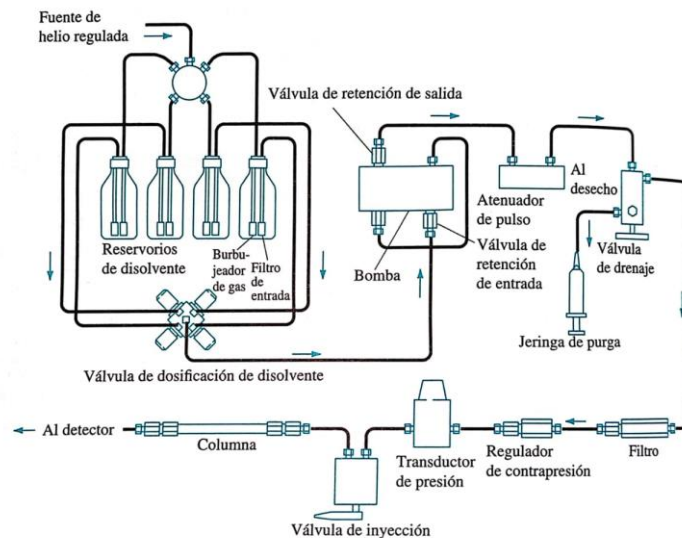 Fuente de
helio regulada
Válvula de retención de salida
Reservorios
de disolvente
Burbu-
jeador
de gas
Filtro
de
entrada
Bomba
Válvula de
retención
de entrada
Atenuador
de pulso
Al
desecho
Válvula
de drenaje
Jeringa de purga
Válvula de dosificación de disolvente
Al detector
Columna
Válvula de inyección
Transductor
de presión
Regulador
de contrapresión
Filtro